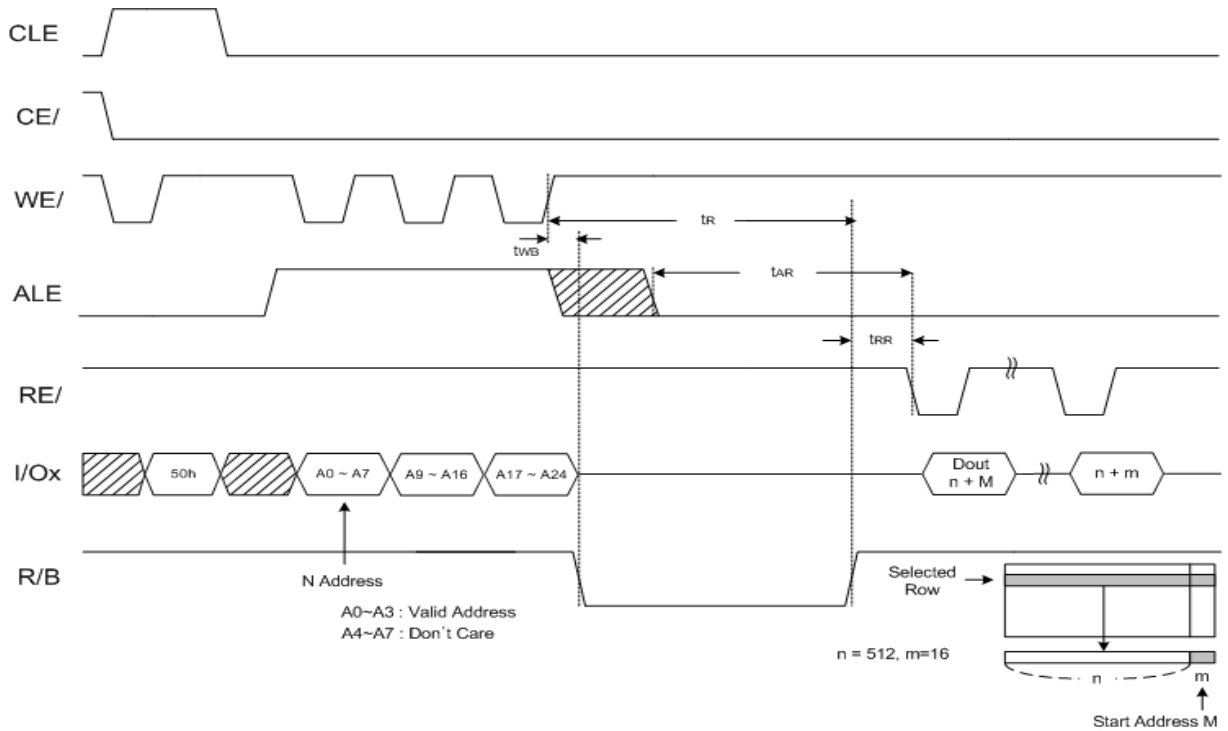 CLE
CE/
WE/
tR
tWB
ALE
tAR
tRR
RE/
I/Ox
50h
A0 ~ A7
A9 ~ A16
A17 ~ A24
Dout
n + M
n + m
R/B
N Address
A0~A3 : Valid Address
A4~A7 : Don't Care
Selected
Row
n = 512, m=16
n
m
Start Address M